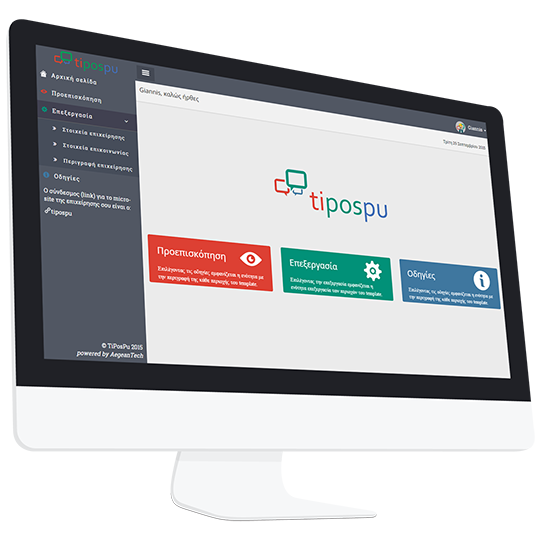 tipospu
Αρχική σελίδα
Προεπισκόπηση
Επεξεργασία
Στοιχεία επιχείρησης
Στοιχεία επικοινωνίας
Περιγραφή επιχείρησης
Οδηγίες
Ο σύνδεσμος (link) για το micro-
site της επιχείρησης σου είναι ο:
tipospu
© TiPosPu 2015
powered by AegeanTech
Giannis
Giannis, καλώς ήρθες
Τρίτη 29 Σεπτεμβρίου, 2015
tipospu
Προεπισκόπηση
Επιλέγοντας τις οδηγίες εμφανίζεται η ενότητα με
την περιγραφή της κάθε περιοχής, του template.
Επεξεργασία
Επιλέγοντας την επεξεργασία εμφανίζεται η
ενότητα επεξεργασίας των περιοχών του template.
Οδηγίες
Επιλέγοντας τις οδηγίες εμφανίζεται η ενότητα με
την περιγραφή της κάθε περιοχής, του template.